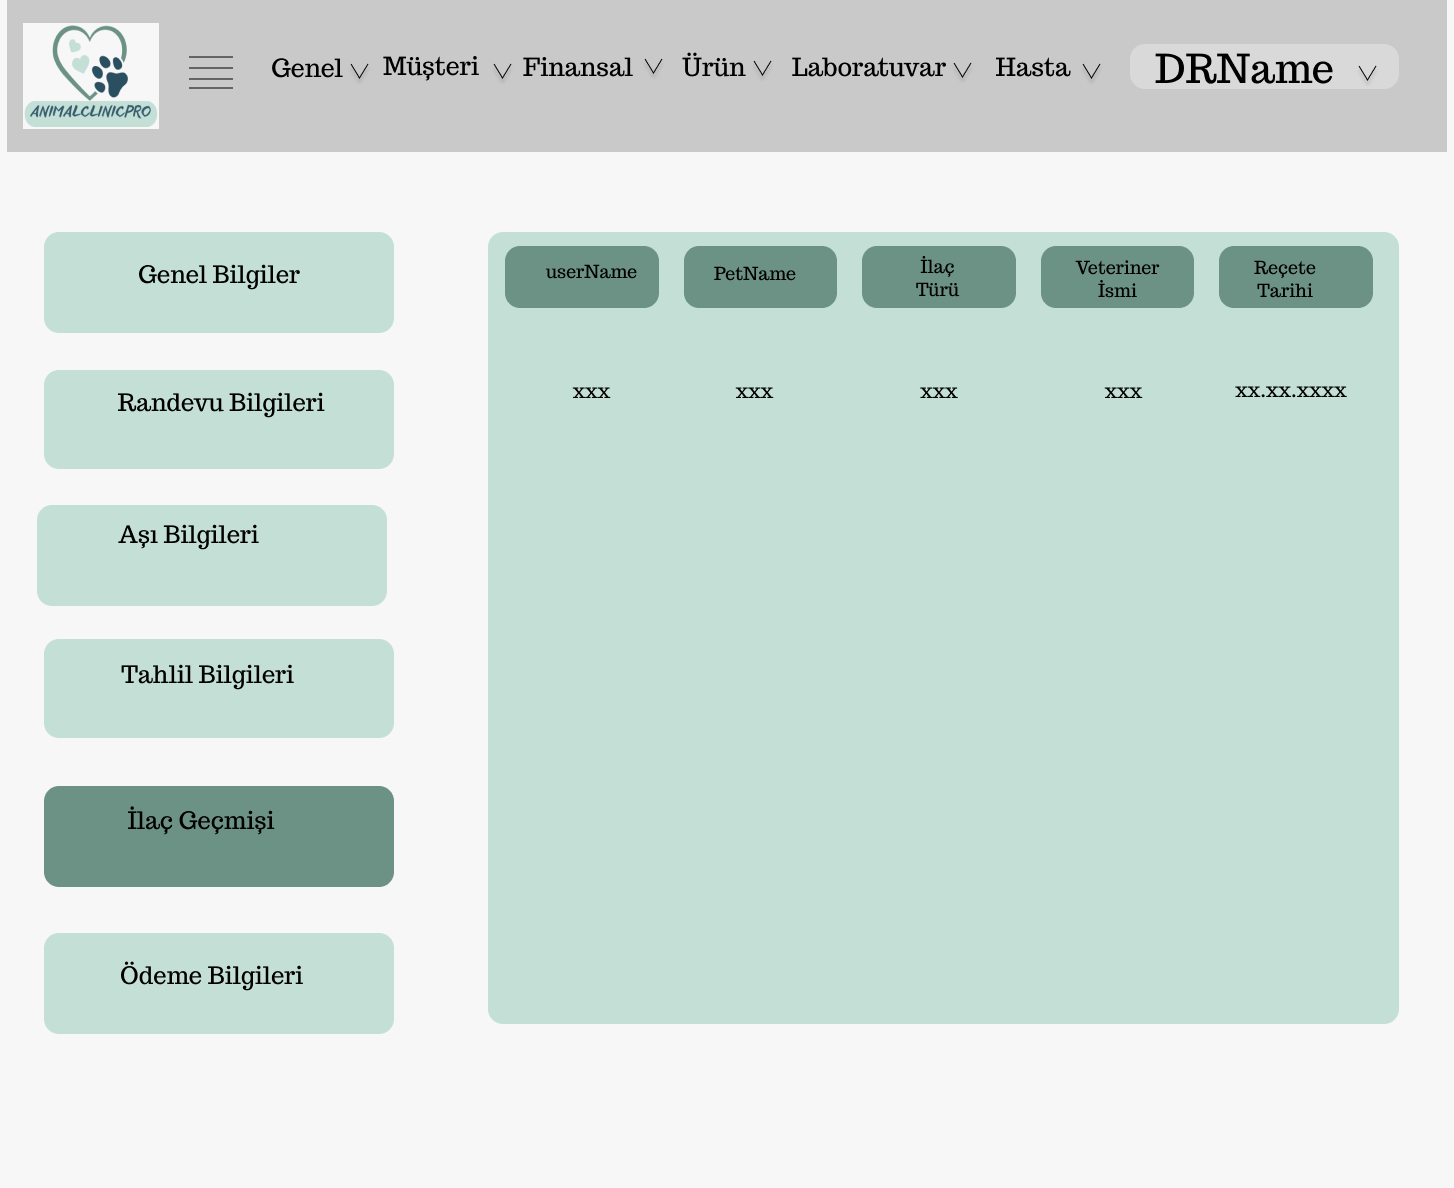 ANIMALCLINICPRO
Genel
Müşteri
Finansal
Ürün
Laboratuvar
Hasta
DRName
Genel Bilgiler
Randevu Bilgileri
Aşı Bilgileri
Tahlil Bilgileri
İlaç Geçmişi
Ödeme Bilgileri
userName
PetName
İlaç
Türü
Veteriner
İsmi
Reçete
Tarihi
xxx
xxx
xxx
xxx
xx.xx.xxxx